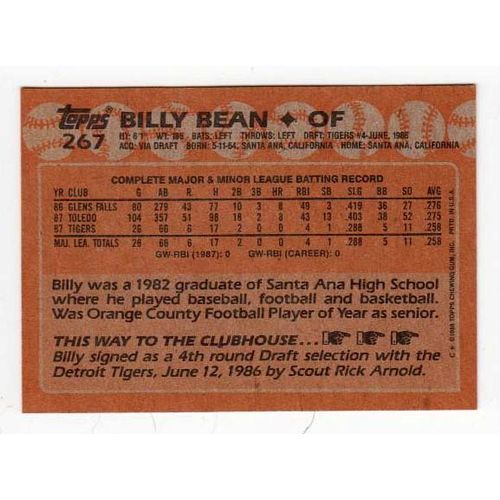 topps BILLY BEAN ✦ OF
267 HT: 6'1" WT: 185 BATS: LEFT THROWS: LEFT DRFT: TIGERS #4-JUNE, 1986
ACQ: VIA DRAFT BORN: 5-11-64, SANTA ANA, CALIFORNIA HOME: SANTA ANA, CALIFORNIA
COMPLETE MAJOR & MINOR LEAGUE BATTING RECORD
YR CLUB G AB R H 2B 3B HR RBI SB SLG BB SO AVG
86 GLENS FALLS 80 279 43 77 10 8 49 3 .419 36 27 .276
87 TOLEDO 104 357 51 98 18 2 8 43 13 .403 38 52 .275
87 TIGERS 26 66 6 17 2 0 0 4 1 .288 5 11 .258
MAJ. LEA. TOTALS 26 66 6 17 2 0 0 4 1 .288 5 11 .258
GW-RBI (1987): 0 GW-RBI (CAREER): 0
Billy was a 1982 graduate of Santa Ana High School
where he played baseball, football and basketball.
Was Orange County Football Player of Year as senior.
THIS WAY TO THE CLUBHOUSE...
Billy signed as a 4th round Draft selection with the
Detroit Tigers, June 12, 1986 by Scout Rick Arnold.
C * ©1988 TOPPS CHEWING GUM, INC. PRTD. IN U.S.A.